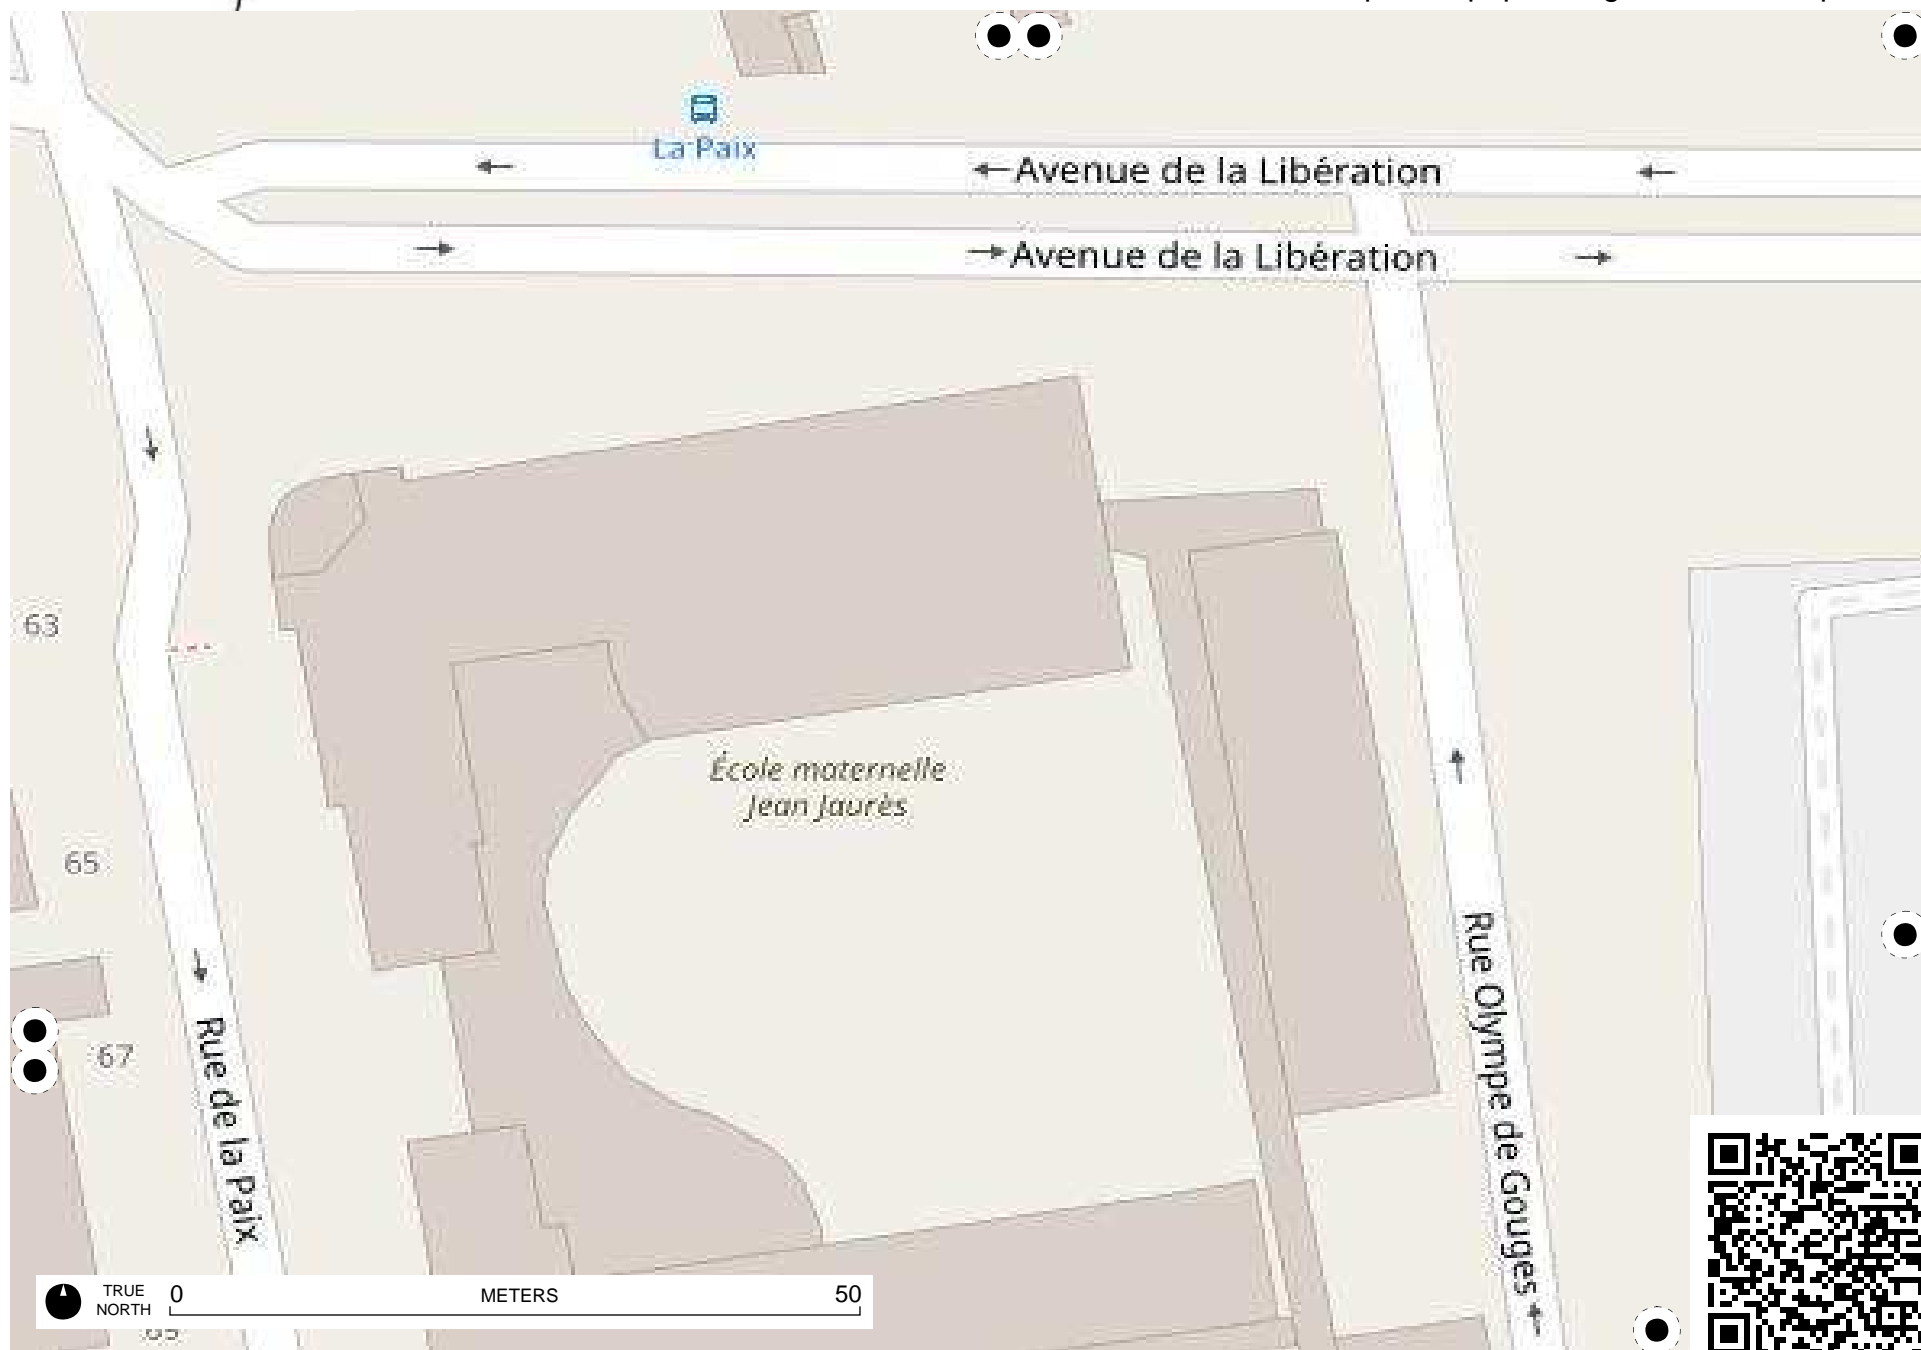 La Paix
←Avenue de la Libération
→Avenue de la Libération
63
École maternelle
Jean Jaurès
65
67
Rue de la Paix
Rue Olympe de Gouges
TRUE
NORTH
0
METERS
50